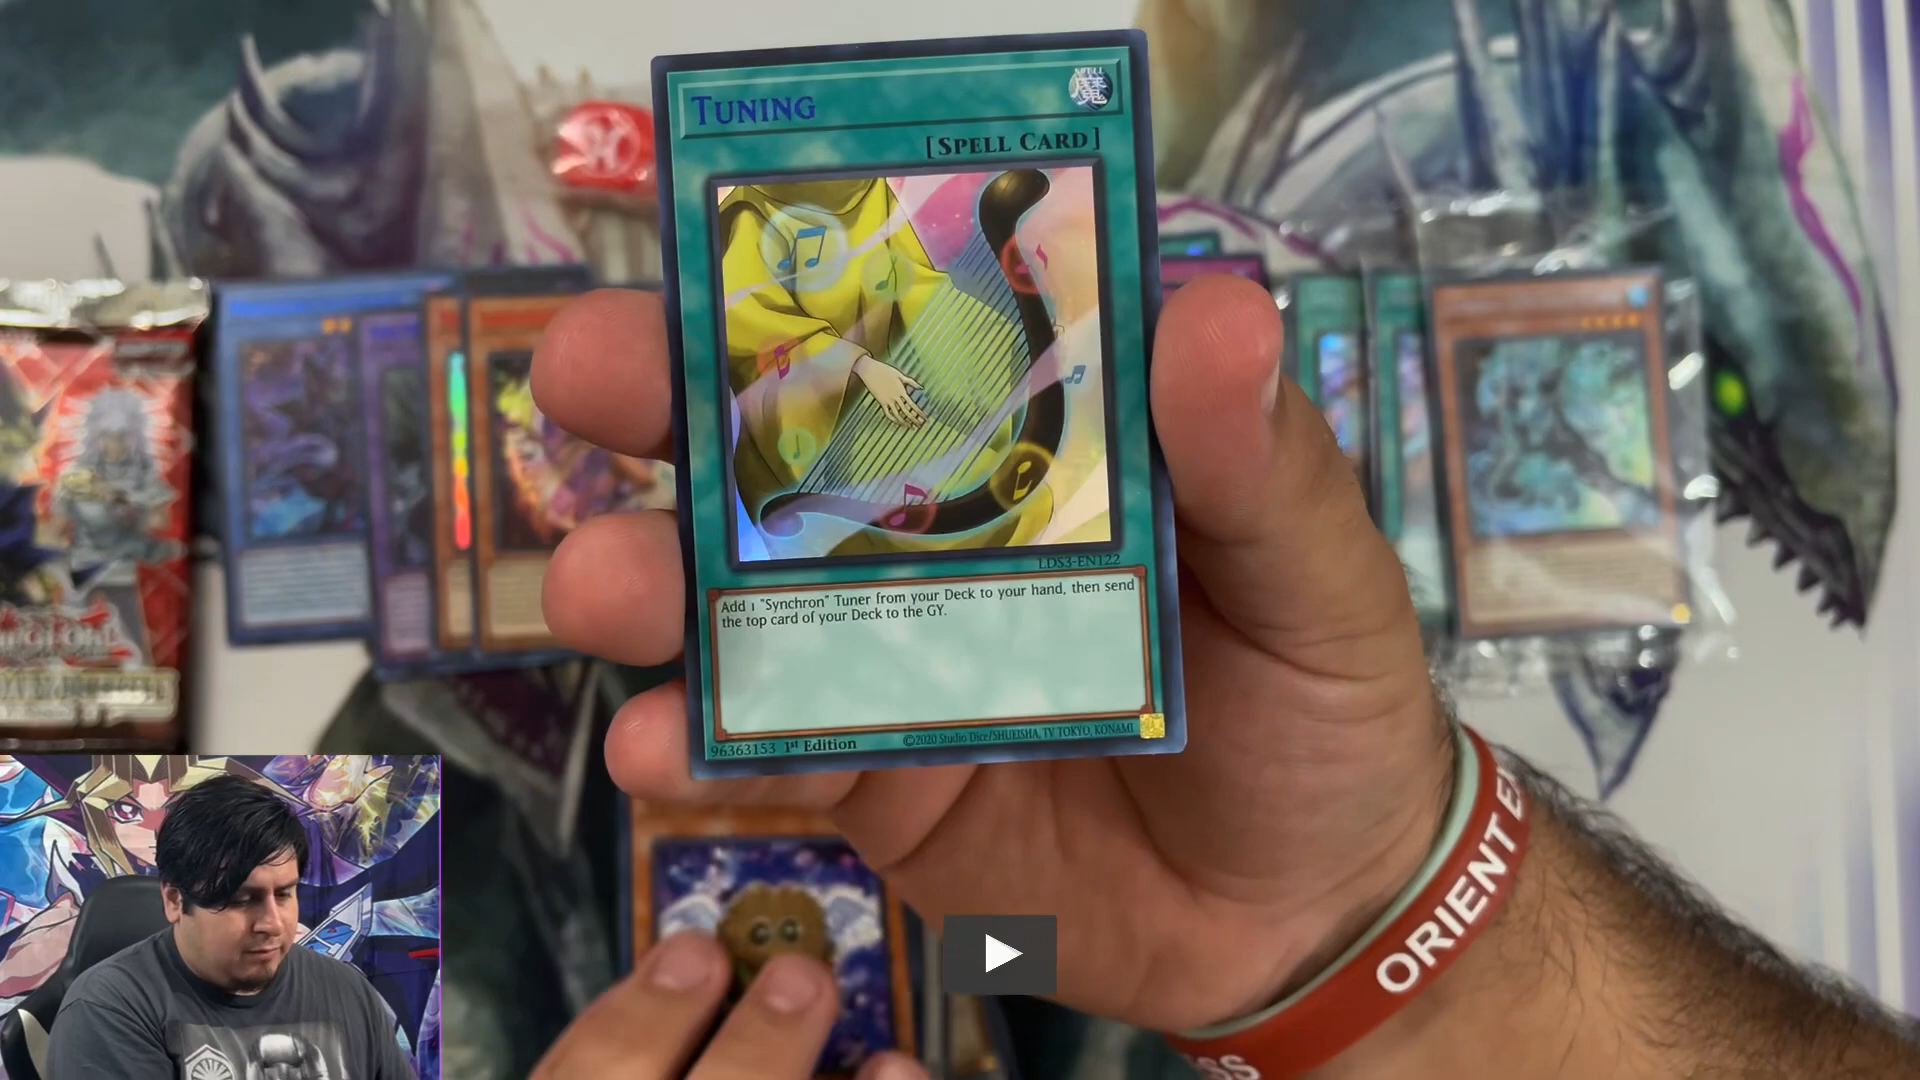 TUNING
SPELL
魔
[SPELL CARD]
LDS3-EN122
Add 1 "Synchron" Tuner from your Deck to your hand, then send
the top card of your Deck to the GY.
96363153 1st Edition
©2020 Studio Dice/SHUEISHA, TV TOKYO, KONAMI
ORIENT E
SS